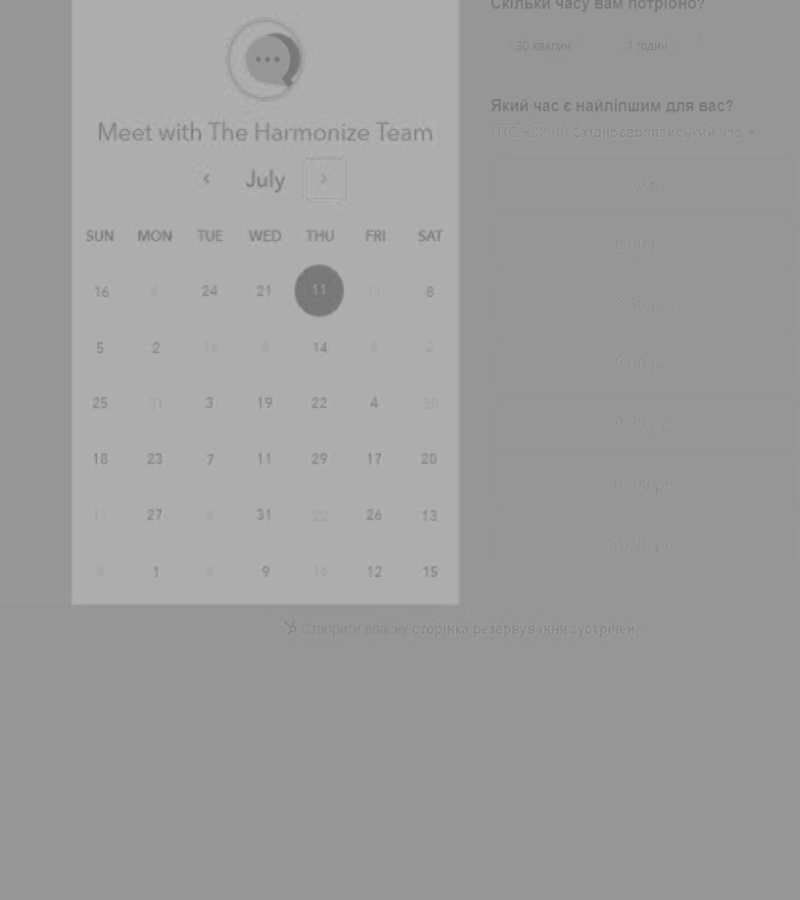 Meet with The Harmonize Team
July
SUN MON TUE WED THU FRI SAT
16 6 24 21 11 11 8
5 2 16 8 14 6 2
25 31 3 19 22 4 30
18 23 7 11 29 17 20
11 27 6 31 22 26 13
8 1 6 9 16 12 15
Скільки часу вам потрібно?
30 хвилин 1 годин
Який час є найліпшим для вас?
UTC +03:00 Східноєвропейський час
7:30 pm
8:00 pm
8:30 pm
9:00 pm
9:30 pm
10:00 pm
10:30 pm
Створити власну сторінка резервування зустрічей